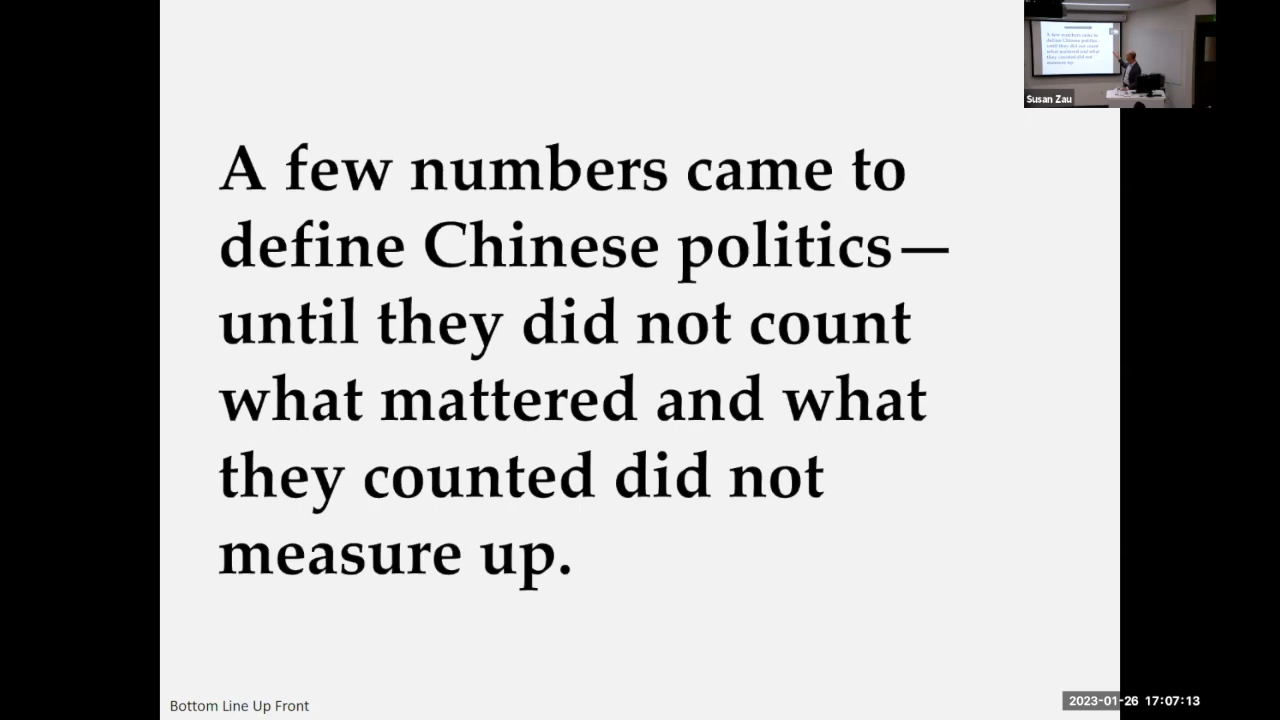 A few numbers came to
define Chinese politics—
until they did not count
what mattered and what
they counted did not
measure up.
Susan Zau
Bottom Line Up Front
2023-01-26 17:07:13